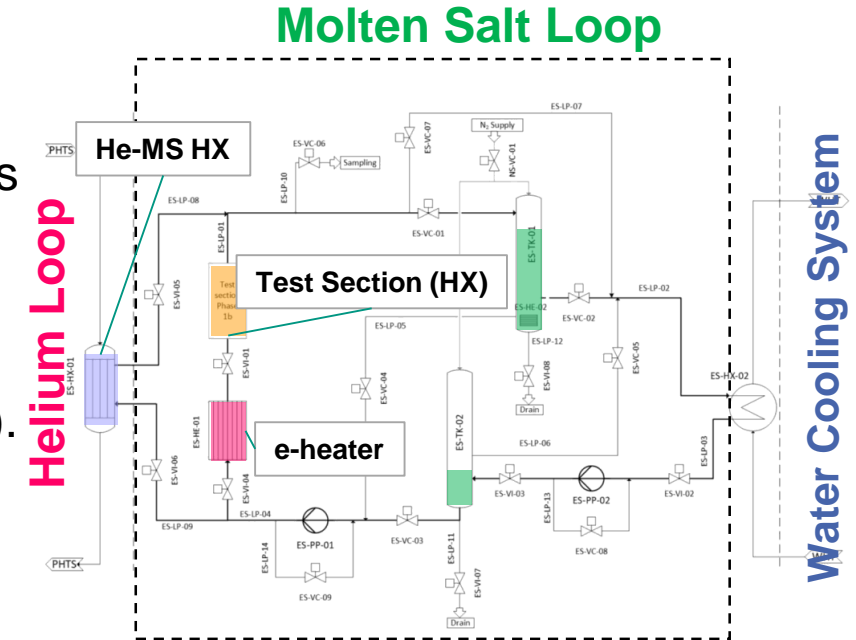 Molten Salt Loop
ES-LP-07
PHTS
He-MS HX
s
ES-VC-06
Sampling
ES-VC-07
N₂ Supply
NS-VC-01
ES-LP-10
ES-LP-08
ES-LP-01
ES-VC-01
ES-TK-01
Helium Loop
Water Cooling System
ES-VI-05
Test section Phase 1b
Test Section (HX)
ES-HE-02
ES-LP-02
ES-VC-02
ES-LP-05
ES-LP-12
ES-HX-01
ES-VI-01
ES-VC-04
ES-VI-08
ES-VC-05
Drain
ES-HX-02
ES-TK-02
).
ES-HE-01
e-heater
ES-LP-06
ES-LP-03
ES-VI-06
ES-VI-04
ES-VI-03
ES-LP-13
ES-PP-02
ES-VI-02
ES-LP-09
ES-LP-04
ES-PP-01
ES-VC-03
ES-LP-11
ES-VC-08
ES-LP-14
ES-VC-09
ES-VI-07
PHTS
Drain